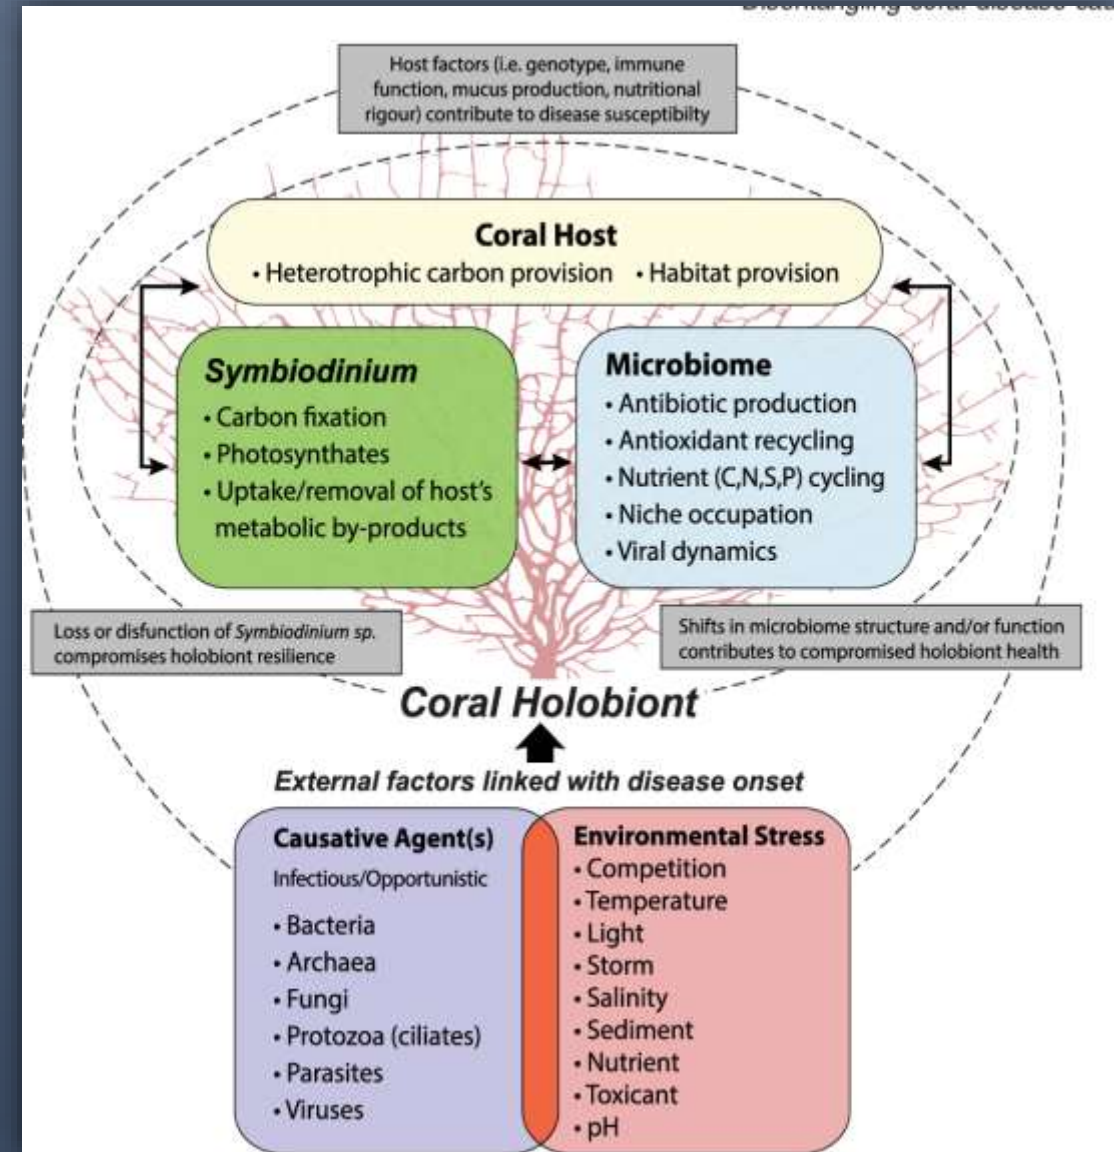 Host factors (i.e. genotype, immune
function, mucus production, nutritional
rigour) contribute to disease susceptibilty
Coral Host
• Heterotrophic carbon provision • Habitat provision
Symbiodinium
• Carbon fixation
• Photosynthates
• Uptake/removal of host's
metabolic by-products
Microbiome
• Antibiotic production
• Antioxidant recycling
• Nutrient (C,N,S,P) cycling
• Niche occupation
• Viral dynamics
Loss or disfunction of Symbiodinium sp.
compromises holobiont resilience
Shifts in microbiome structure and/or function
contributes to compromised holobiont health
Coral Holobiont
External factors linked with disease onset
Causative Agent(s)
Infectious/Opportunistic
• Bacteria
• Archaea
• Fungi
• Protozoa (ciliates)
• Parasites
• Viruses
Environmental Stress
• Competition
• Temperature
• Light
• Storm
• Salinity
• Sediment
• Nutrient
• Toxicant
• pH